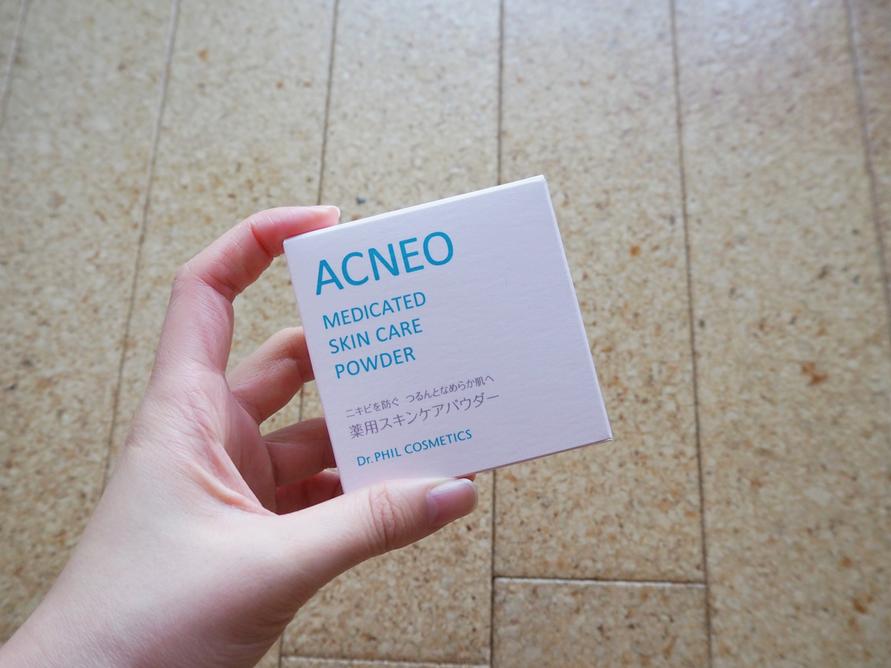 ACNEO
MEDICATED
SKIN CARE
POWDER
ニキビを防ぐ つるんとなめらか肌へ
薬用スキンケアパウダー
Dr.PHIL COSMETICS